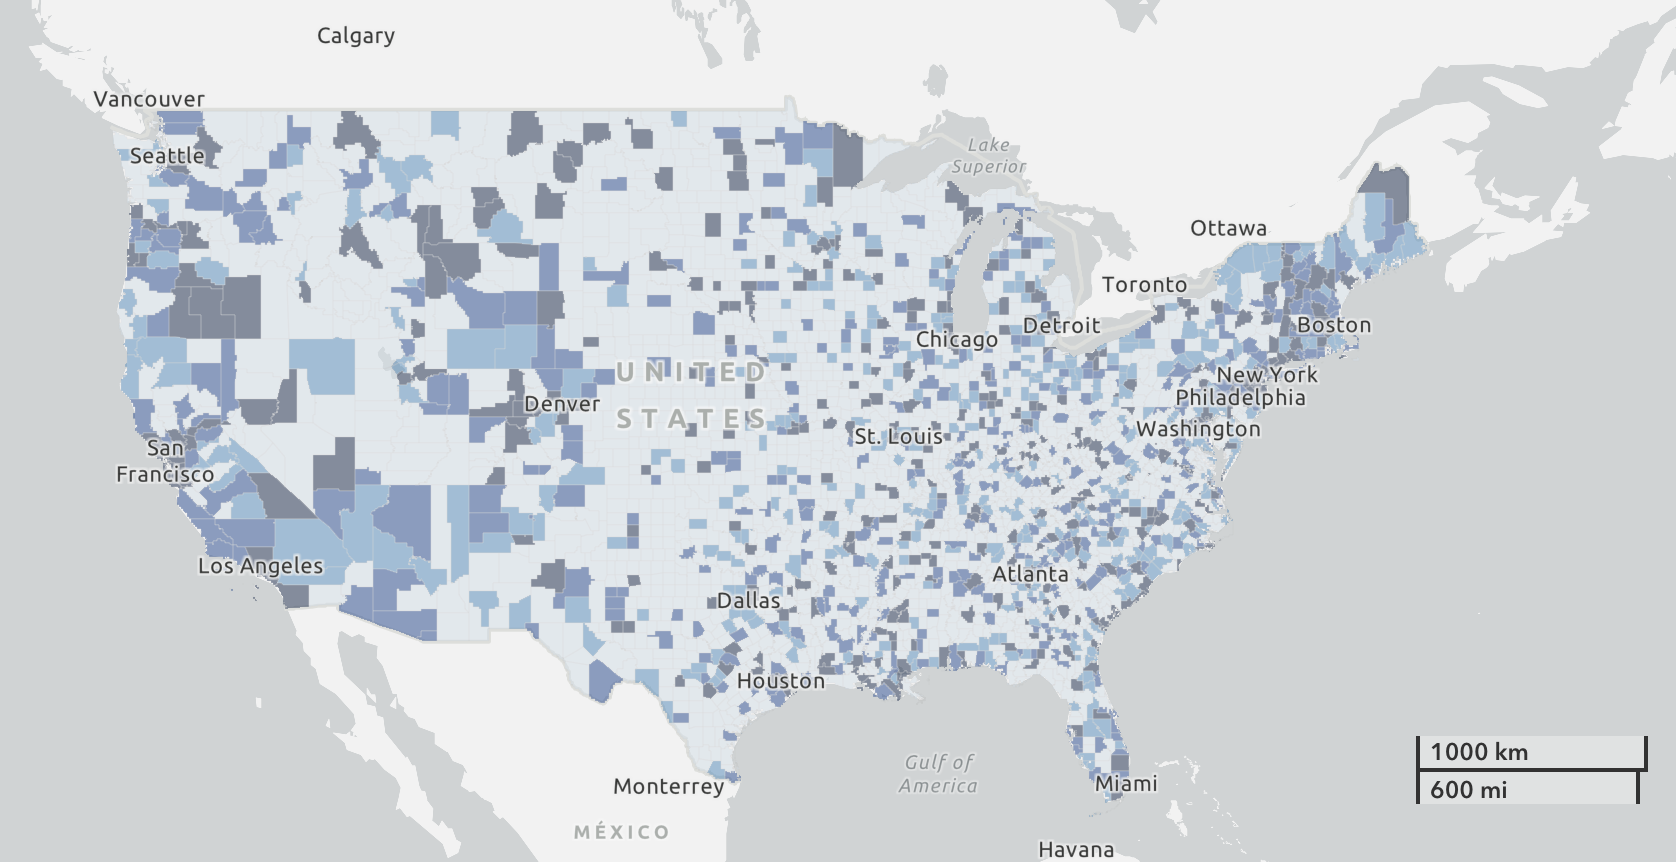 Calgary
Vancouver
Seattle
Lake
Superior
Ottawa
Toronto
Detroit
Boston
Chicago
New York
UNITED
Philadelphia
Denver
STATES
Washington
St. Louis
San
Francisco
Los Angeles
Atlanta
Dallas
Houston
1000 km
Gulf of
America
Miami
Monterrey
600 mi
MÉXICO
Havana